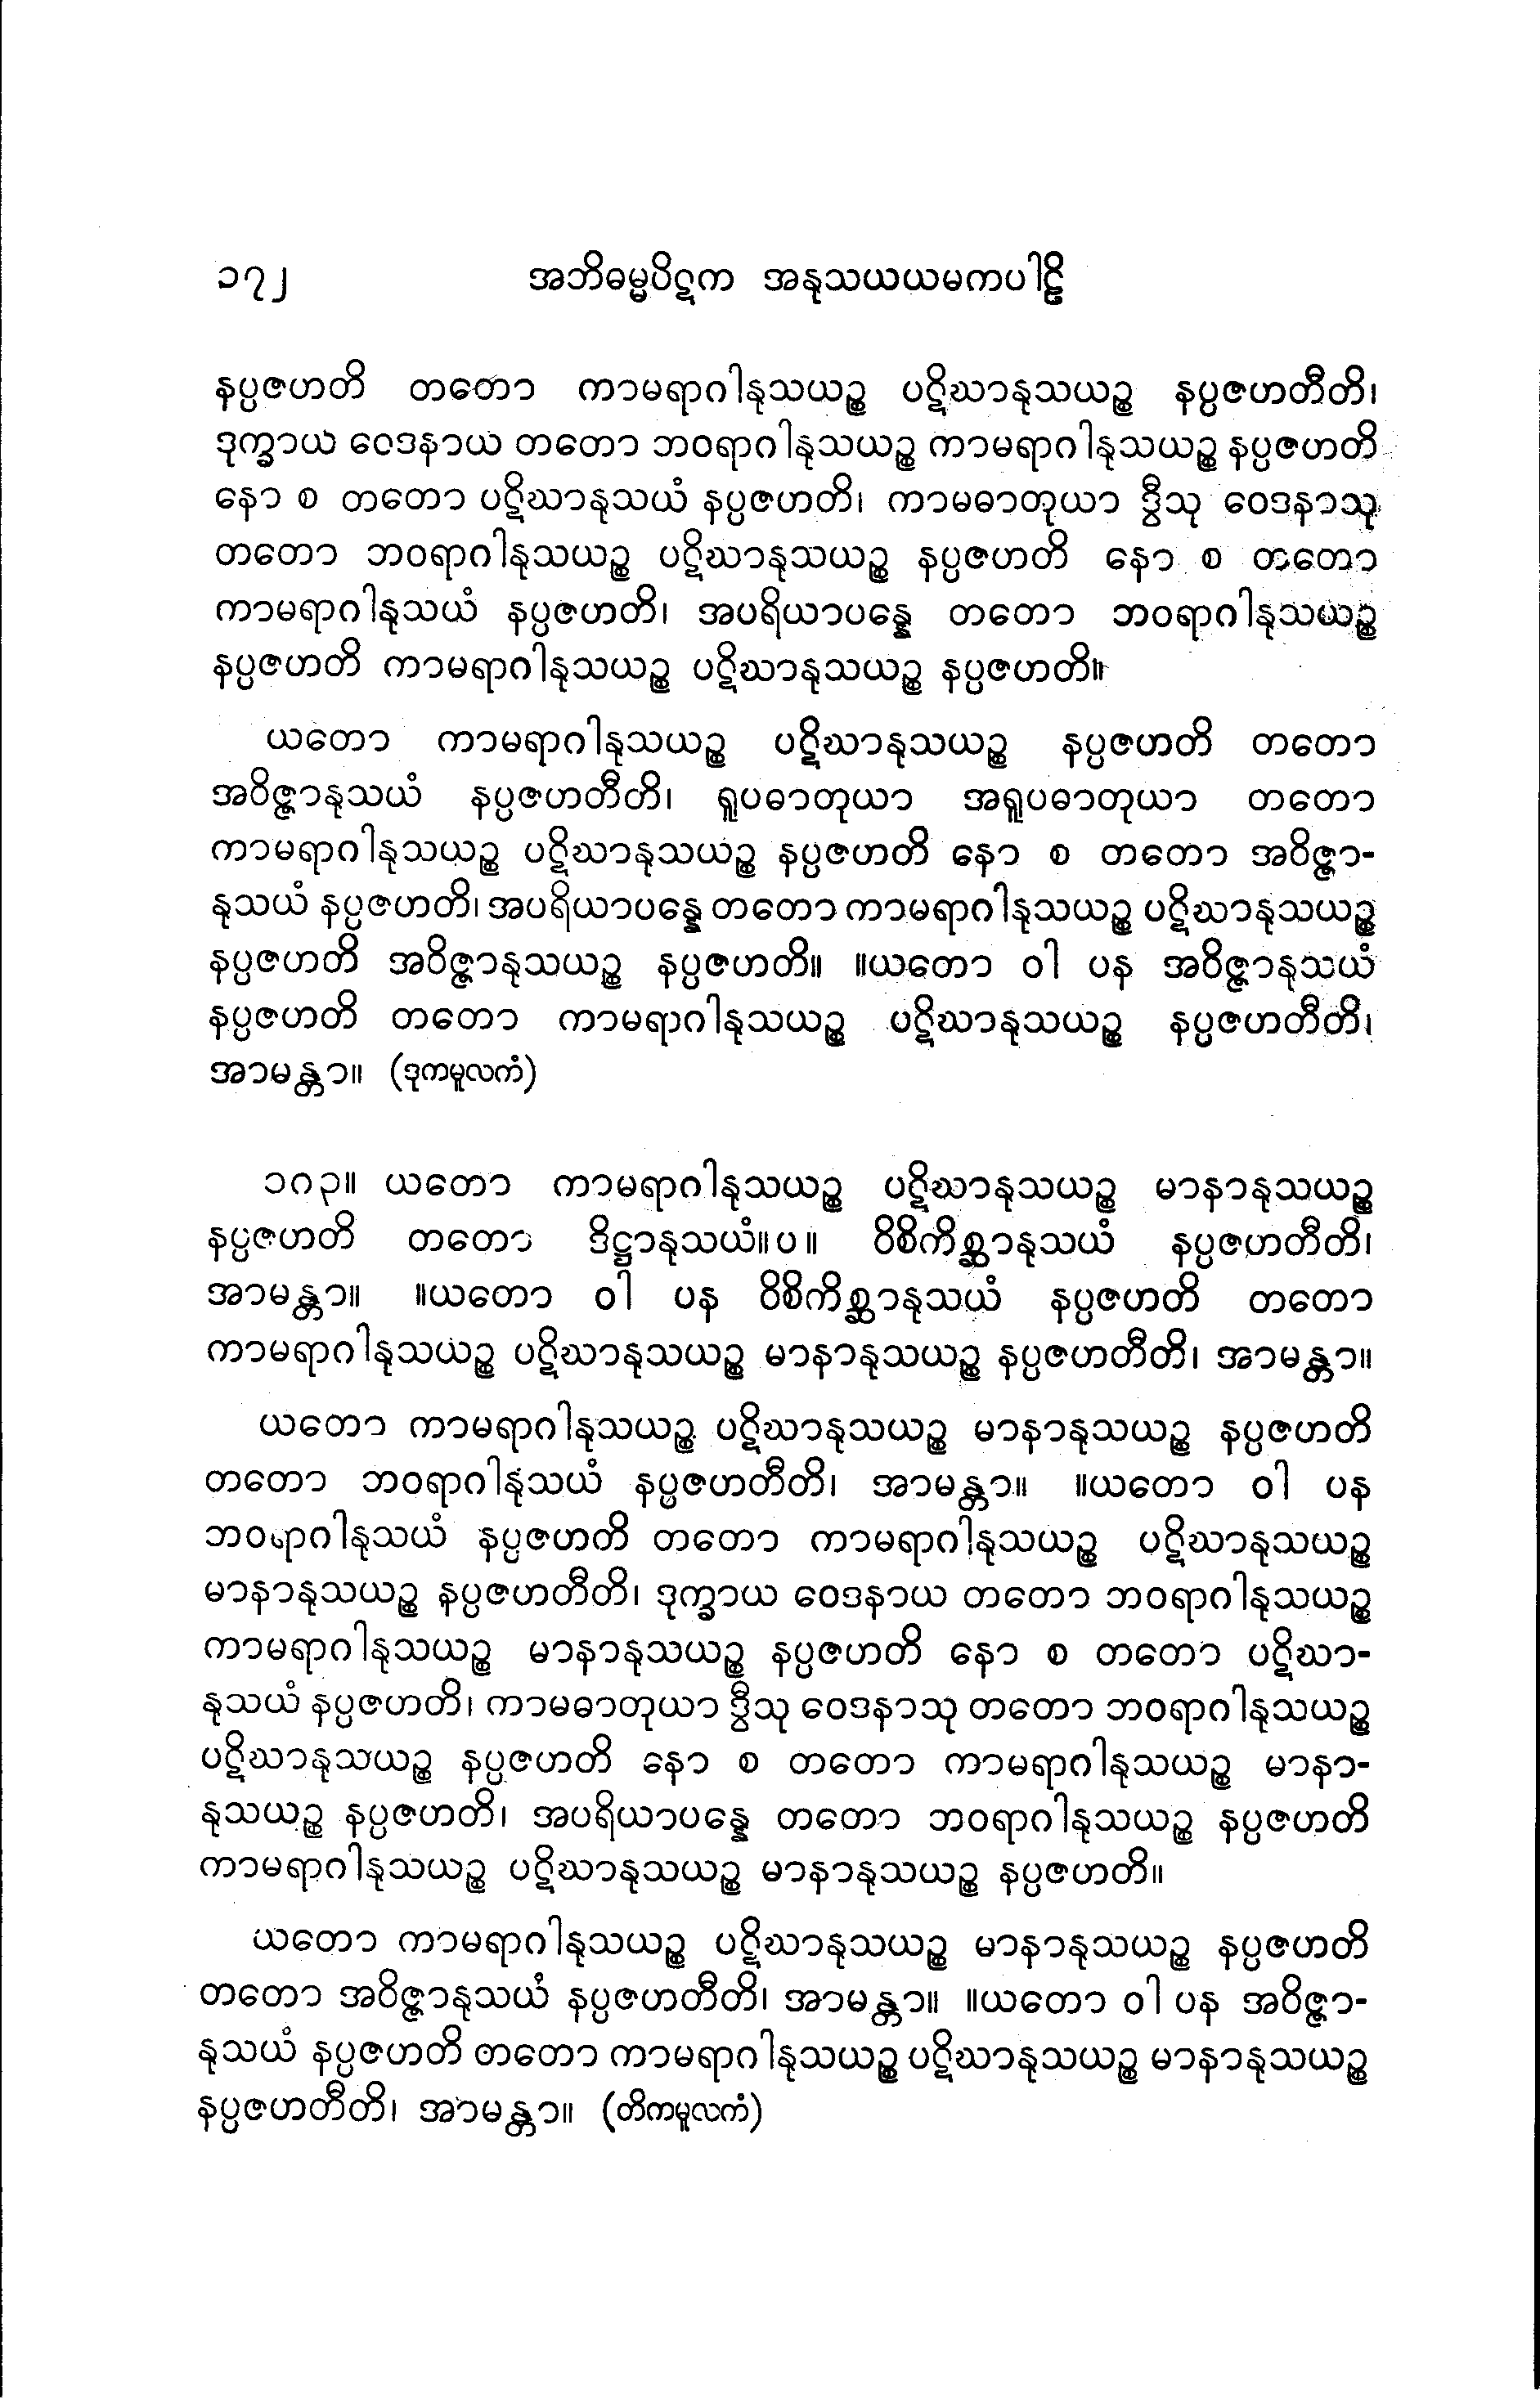 ၁၇၂ အဘိဓမ္မပိဋက အနုသယယမကပါဠိ
နပ္ပဇဟတိ တတော ကာမရာဂါနုသယဉ္စ ပဋိဃာနုသယဉ္စ နပ္ပဇဟတီတိ၊
ဒုက္ခာယ ဝေဒနာယ တတော ဘဝရာဂါနုသယဉ္စ ကာမရာဂါနုသယဉ္စ နပ္ပဇဟတိ
နော စ တတော ပဋိဃာနုသယံ နပ္ပဇဟတိ၊ ကာမဓာတုယာ ဒွီသု ဝေဒနာသု
တတော ဘဝရာဂါနုသယဉ္စ ပဋိဃာနုသယဉ္စ နပ္ပဇဟတိ နော စ တတော
ကာမရာဂါနုသယံ နပ္ပဇဟတိ၊ အပရိယာပန္နေ တတော ဘဝရာဂါနုသယဉ္စ
နပ္ပဇဟတိ ကာမရာဂါနုသယဉ္စ ပဋိဃာနုသယဉ္စ နပ္ပဇဟတိ။
ယတော ကာမရာဂါနုသယဉ္စ ပဋိဃာနုသယဉ္စ နပ္ပဇဟတိ တတော
အဝိဇ္ဇာနုသယံ နပ္ပဇဟတီတိ၊ ရူပဓာတုယာ အရူပဓာတုယာ တတော
ကာမရာဂါနုသယဉ္စ ပဋိဃာနုသယဉ္စ နပ္ပဇဟတိ နော စ တတော အဝိဇ္ဇာ-
နုသယံ နပ္ပဇဟတိ၊ အပရိယာပန္နေ တတော ကာမရာဂါနုသယဉ္စ ပဋိဃာနုသယဉ္စ
နပ္ပဇဟတိ အဝိဇ္ဇာနုသယဉ္စ နပ္ပဇဟတိ။ ။ယတော ဝါ ပန အဝိဇ္ဇာနုသယံ
နပ္ပဇဟတိ တတော ကာမရာဂါနုသယဉ္စ ပဋိဃာနုသယဉ္စ နပ္ပဇဟတီတိ၊
အာမန္တာ။ (ဒုကမူလကံ)
၁၀၃။ ယတော ကာမရာဂါနုသယဉ္စ ပဋိဃာနုသယဉ္စ မာနာနုသယဉ္စ
နပ္ပဇဟတိ တတော ဒိဋ္ဌာနုသယံ။ပ။ ဝိစိကိစ္ဆာနုသယံ နပ္ပဇဟတီတိ၊
အာမန္တာ။ ။ယတော ဝါ ပန ဝိစိကိစ္ဆာနုသယံ နပ္ပဇဟတိ တတော
ကာမရာဂါနုသယဉ္စ ပဋိဃာနုသယဉ္စ မာနာနုသယဉ္စ နပ္ပဇဟတီတိ၊ အာမန္တာ။
ယတော ကာမရာဂါနုသယဉ္စ ပဋိဃာနုသယဉ္စ မာနာနုသယဉ္စ နပ္ပဇဟတိ
တတော ဘဝရာဂါနုသယံ နပ္ပဇဟတီတိ၊ အာမန္တာ။ ။ယတော ဝါ ပန
ဘဝရာဂါနုသယံ နပ္ပဇဟတိ တတော ကာမရာဂါနုသယဉ္စ ပဋိဃာနုသယဉ္စ
မာနာနုသယဉ္စ နပ္ပဇဟတီတိ၊ ဒုက္ခာယ ဝေဒနာယ တတော ဘဝရာဂါနုသယဉ္စ
ကာမရာဂါနုသယဉ္စ မာနာနုသယဉ္စ နပ္ပဇဟတိ နော စ တတော ပဋိဃာ-
နုသယံ နပ္ပဇဟတိ၊ ကာမဓာတုယာ ဒွီသု ဝေဒနာသု တတော ဘဝရာဂါနုသယဉ္စ
ပဋိဃာနုသယဉ္စ နပ္ပဇဟတိ နော စ တတော ကာမရာဂါနုသယဉ္စ မာနာ-
နုသယဉ္စ နပ္ပဇဟတိ၊ အပရိယာပန္နေ တတော ဘဝရာဂါနုသယဉ္စ နပ္ပဇဟတိ
ကာမရာဂါနုသယဉ္စ ပဋိဃာနုသယဉ္စ မာနာနုသယဉ္စ နပ္ပဇဟတိ။
ယတော ကာမရာဂါနုသယဉ္စ ပဋိဃာနုသယဉ္စ မာနာနုသယဉ္စ နပ္ပဇဟတိ
တတော အဝိဇ္ဇာနုသယံ နပ္ပဇဟတီတိ၊ အာမန္တာ။ ။ယတော ဝါ ပန အဝိဇ္ဇာ-
နုသယံ နပ္ပဇဟတိ တတော ကာမရာဂါနုသယဉ္စ ပဋိဃာနုသယဉ္စ မာနာနုသယဉ္စ
နပ္ပဇဟတီတိ၊ အာမန္တာ။ (တိကမူလကံ)